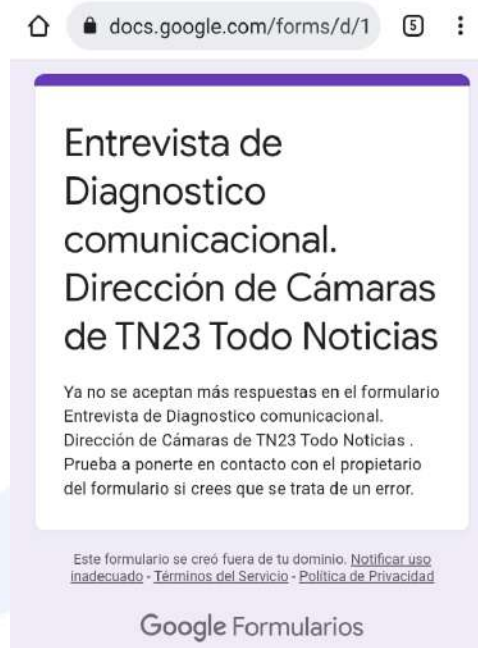 docs.google.com/forms/d/1
5
Entrevista de
Diagnostico
comunicacional.
Dirección de Cámaras
de TN23 Todo Noticias
Ya no se aceptan más respuestas en el formulario
Entrevista de Diagnostico comunicacional.
Dirección de Cámaras de TN23 Todo Noticias .
Prueba a ponerte en contacto con el propietario
del formulario si crees que se trata de un error.
Este formulario se creó fuera de tu dominio. Notificar uso
inadecuado - Términos del Servicio - Política de Privacidad
Google Formularios